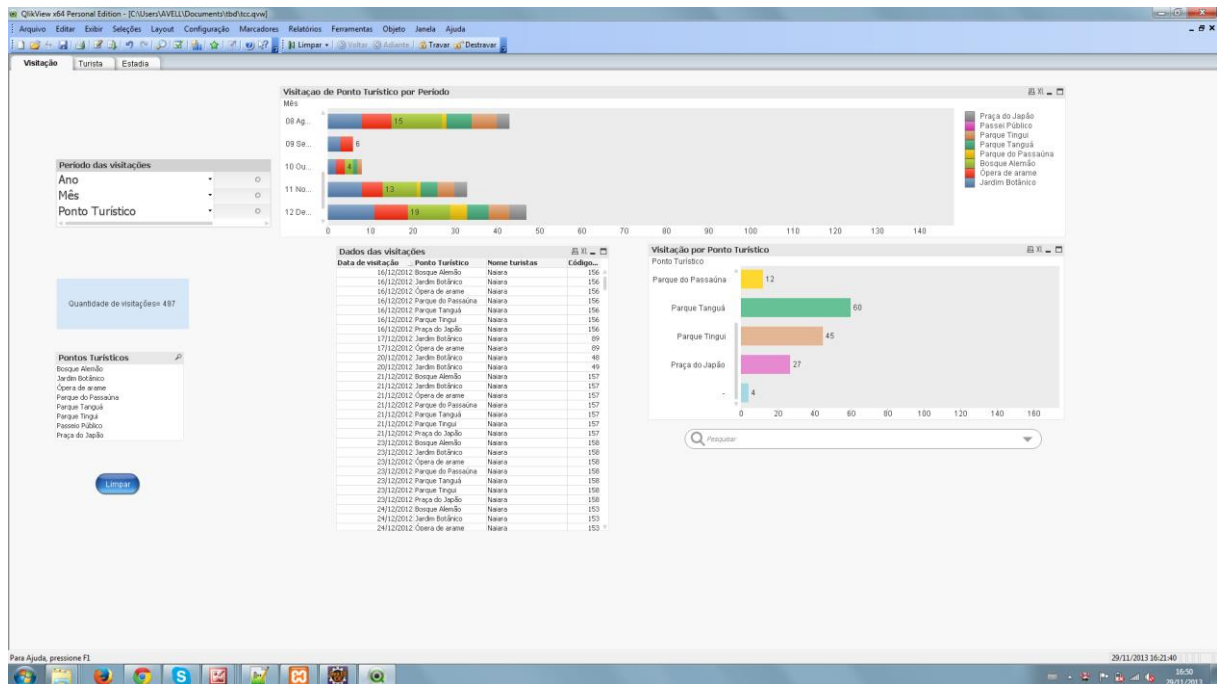 QlikView x64 Personal Edition - [C:\Users\AVELL\Documents\tbd\tcc.qvw]
Arquivo Editar Exibir Seleções Layout Configuração Marcadores Relatórios Ferramentas Objeto Janela Ajuda
Limpar Voltar Adiante Travar Destravar
Visitação Turista Estadia
Visitaçao de Ponto Turístico por Período
Mês
08 Ag... 15
09 Se... 6
10 Ou... 4
11 No... 13
12 De... 19
0 10 20 30 40 50 60 70 80 90 100 110 120 130 140
Praça do Japão
Passei Público
Parque Tingui
Parque Tanguá
Parque do Passaúna
Bosque Alemão
Ópera de arame
Jardim Botânico
Período das visitações
Ano
Mês
Ponto Turístico
Quantidade de visitações= 497
Pontos Turísticos
Bosque Alemão
Jardim Botânico
Ópera de arame
Parque do Passaúna
Parque Tanguá
Parque Tingui
Passeio Público
Praça do Japão
Limpar
Dados das visitações
Data de visitação Ponto Turístico Nome turistas Código...
16/12/2012 Bosque Alemão Naiara 156
16/12/2012 Jardim Botânico Naiara 156
16/12/2012 Ópera de arame Naiara 156
16/12/2012 Parque do Passaúna Naiara 156
16/12/2012 Parque Tanguá Naiara 156
16/12/2012 Parque Tingui Naiara 156
16/12/2012 Praça do Japão Naiara 156
17/12/2012 Jardim Botânico Naiara 89
17/12/2012 Ópera de arame Naiara 89
20/12/2012 Jardim Botânico Naiara 48
20/12/2012 Jardim Botânico Naiara 49
21/12/2012 Bosque Alemão Naiara 157
21/12/2012 Jardim Botânico Naiara 157
21/12/2012 Ópera de arame Naiara 157
21/12/2012 Parque do Passaúna Naiara 157
21/12/2012 Parque Tanguá Naiara 157
21/12/2012 Parque Tingui Naiara 157
21/12/2012 Praça do Japão Naiara 157
23/12/2012 Bosque Alemão Naiara 158
23/12/2012 Jardim Botânico Naiara 158
23/12/2012 Ópera de arame Naiara 158
23/12/2012 Parque do Passaúna Naiara 158
23/12/2012 Parque Tanguá Naiara 158
23/12/2012 Parque Tingui Naiara 158
23/12/2012 Praça do Japão Naiara 158
24/12/2012 Bosque Alemão Naiara 153
24/12/2012 Jardim Botânico Naiara 153
24/12/2012 Ópera de arame Naiara 153
Visitação por Ponto Turístico
Ponto Turístico
Parque do Passaúna 12
Parque Tanguá 60
Parque Tingui 45
Praça do Japão 27
- 4
0 20 40 60 80 100 120 140 160
Pesquisar
Para Ajuda, pressione F1
29/11/2013 16:21:40
16:50
29/11/2013